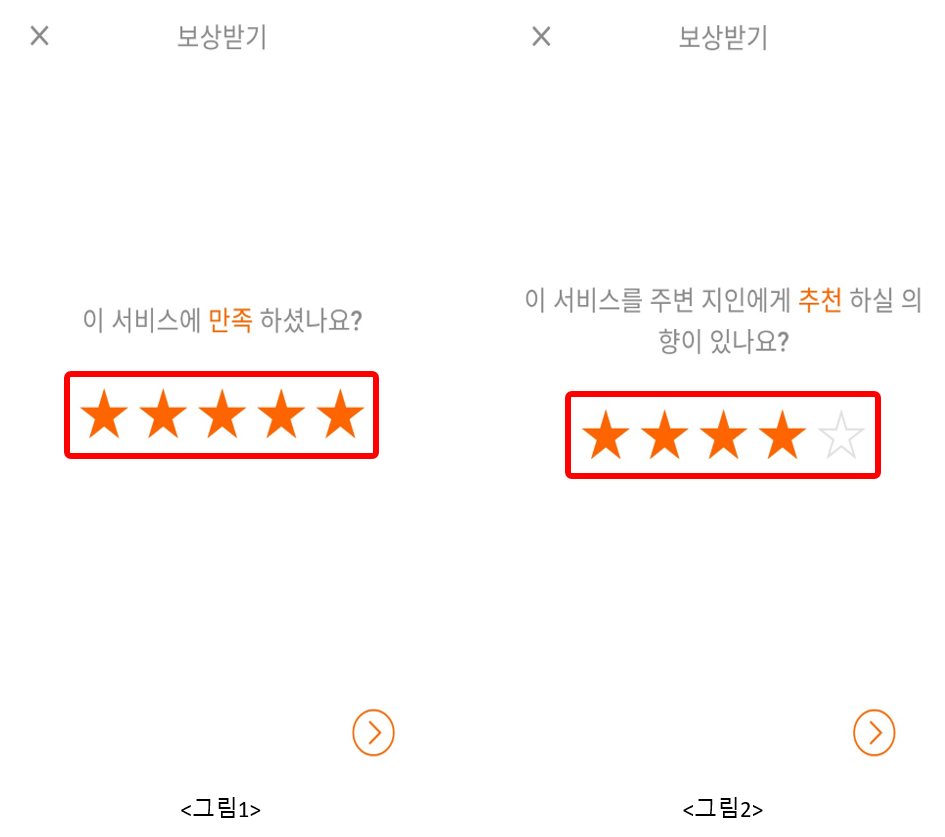 보상받기
이 서비스에 만족 하셨나요?
<그림1>
보상받기
이 서비스를 주변 지인에게 추천 하실 의
향이 있나요?
<그림2>